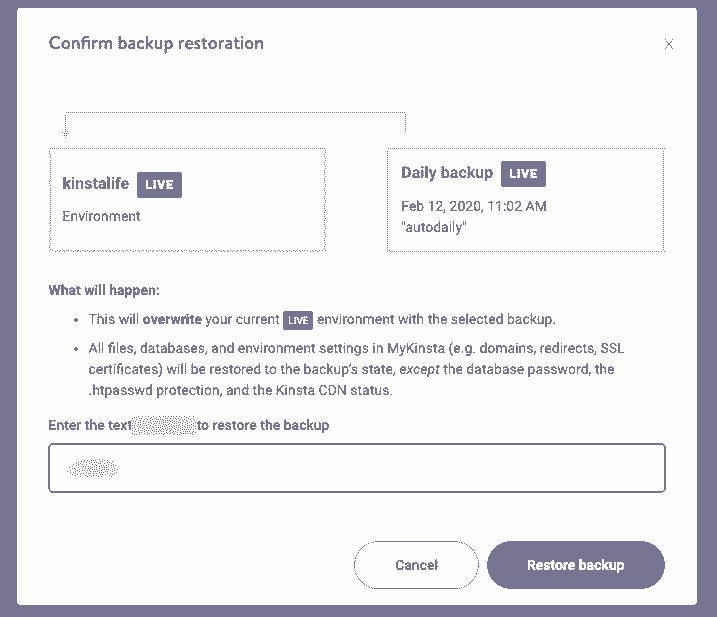 Confirm backup restoration
kinstalife LIVE
Environment
Daily backup LIVE
Feb 12, 2020, 11:02 AM
"autodaily"
What will happen:
• This will overwrite your current LIVE environment with the selected backup.
• All files, databases, and environment settings in MyKinsta (e.g. domains, redirects, SSL
certificates) will be restored to the backup's state, except the database password, the
.htpasswd protection, and the Kinsta CDN status.
Enter the text to restore the backup
Cancel
Restore backup